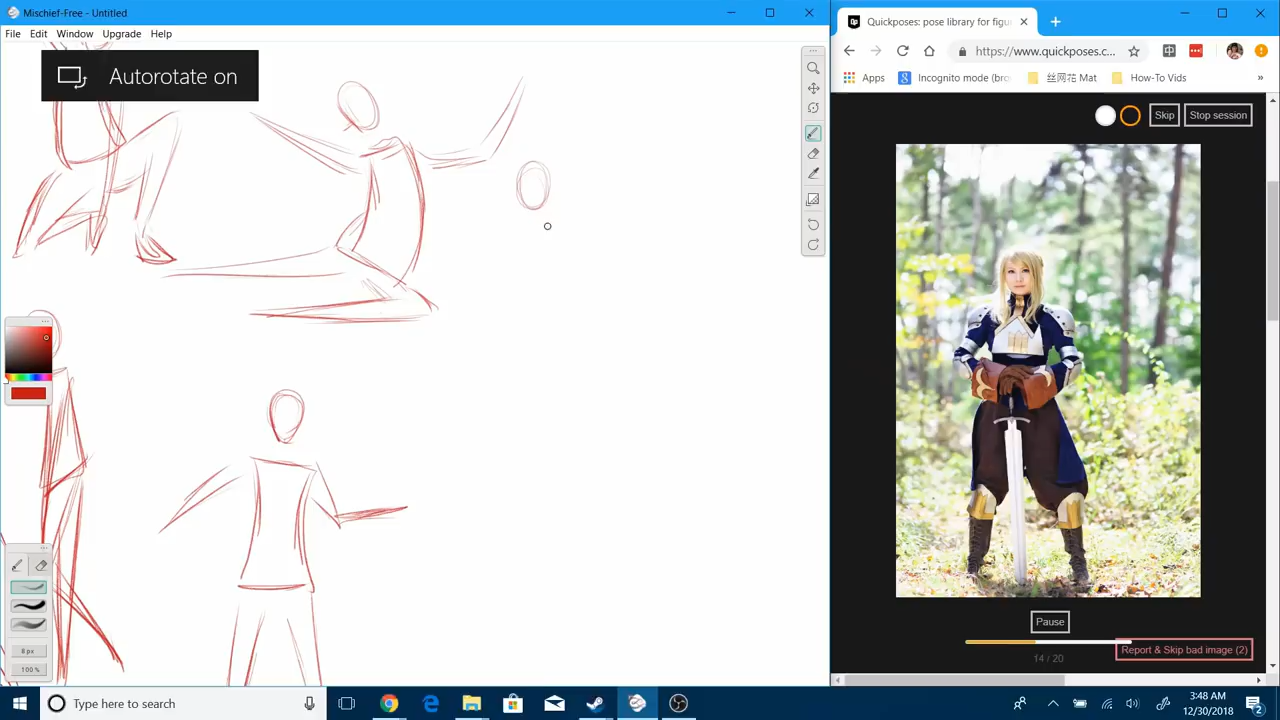 Mischief-Free - Untitled
File Edit Window Upgrade Help
Autorotate on
8 px
100 %
Quickposes: pose library for figu
https://www.quickposes.c...
Apps
Incognito mode (bro
丝网花 Mat
How-To Vids
»
Skip
Stop session
Pause
Report & Skip bad image (2)
14 / 20
Type here to search
3:48 AM
12/30/2018
2